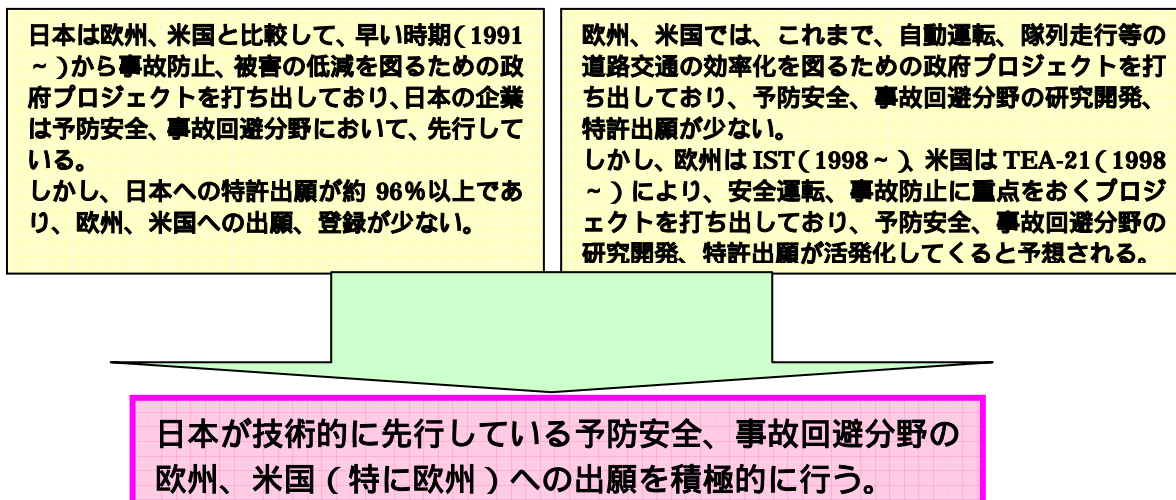 日本は欧州、米国と比較して、早い時期(1991
~)から事故防止、被害の低減を図るための政
府プロジェクトを打ち出しており、日本の企業
は予防安全、事故回避分野において、先行して
いる。
しかし、日本への特許出願が約 96%以上であ
り、欧州、米国への出願、登録が少ない。
欧州、米国では、これまで、自動運転、隊列走行等の
道路交通の効率化を図るための政府プロジェクトを打
ち出しており、予防安全、事故回避分野の研究開発、
特許出願が少ない。
しかし、欧州は IST(1998~)、米国は TEA-21(1998
~)により、安全運転、事故防止に重点をおくプロジ
ェクトを打ち出しており、予防安全、事故回避分野の
研究開発、特許出願が活発化してくると予想される。
日本が技術的に先行している予防安全、事故回避分野の
欧州、米国(特に欧州)への出願を積極的に行う。